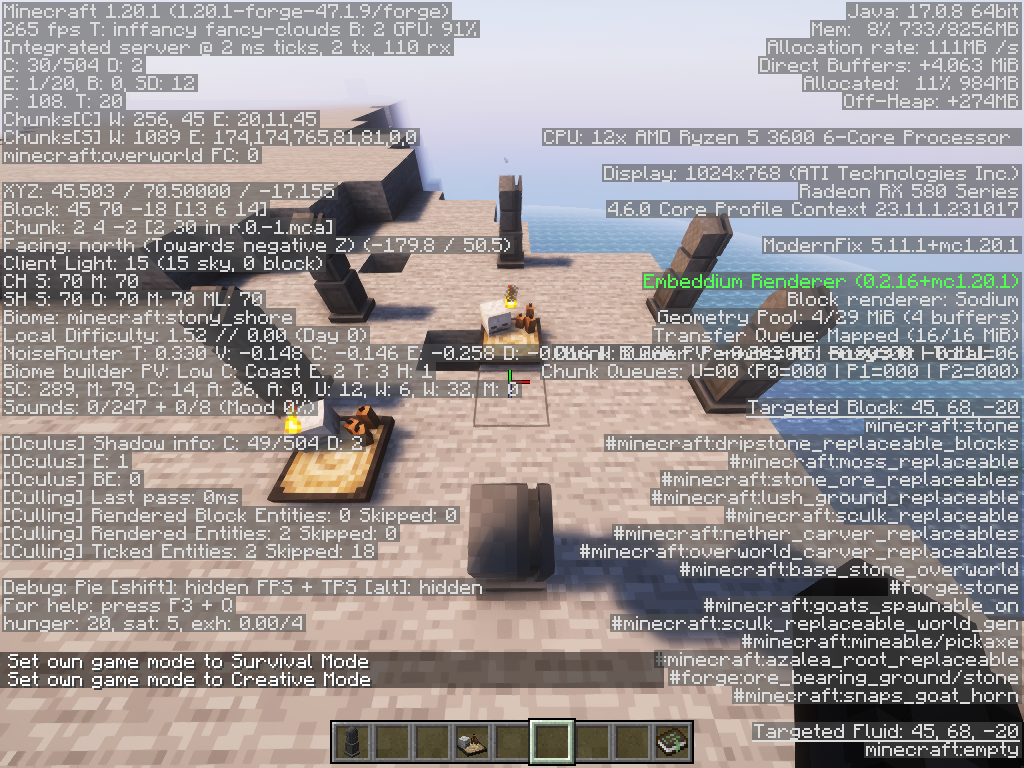 Minecraft 1.20.1 (1.20.1-forge-47.1.9/forge)
265 fps T: inffancy fancy-clouds B: 2 GPU: 91%
Integrated server @ 2 ms ticks, 2 tx, 110 rx
C: 30/504 D: 2
E: 1/20, B: 0, SD: 12
P: 108. T: 20
Chunks[C] W: 256, 45 E: 20,11,45
Chunks[S] W: 1089 E: 174,174,765,81,81,0,0
minecraft:overworld FC: 0
XYZ: 45.503 / 70.50000 / -17.155
Block: 45 70 -18 [13 6 14]
Chunk: 2 4 -2 [2 30 in r.0.-1.mca]
Facing: north (Towards negative Z) (-179.8 / 50.5)
Client Light: 15 (15 sky, 0 block)
CH S: 70 M: 70
SH S: 70 O: 70 M: 70 ML: 70
Biome: minecraft:stony_shore
Local Difficulty: 1.52 // 0.00 (Day 0)
NoiseRouter T: 0.330 V: -0.148 C: -0.146 E: -0.258 D:
Biome builder PV: Low C: Coast E: 2 T: 3 H: 1
SC: 289, M: 79, C: 14, A: 26, A: 0, U: 12, W: 6, W: 32, M: 0
Sounds: 0/247 + 0/8 (Mood 0%)
[Oculus] Shadow info: C: 49/504 D: 2
[Oculus] E: 1
[Oculus] BE: 0
[Culling] Last pass: 0ms
[Culling] Rendered Block Entities: 0 Skipped: 0
[Culling] Rendered Entities: 2 Skipped: 0
[Culling] Ticked Entities: 2 Skipped: 18
Debug: Pie [shift]: hidden FPS + TPS [alt]: hidden
For help: press F3 + Q
hunger: 20, sat: 5, exh: 0.00/4
Set own game mode to Survival Mode
Set own game mode to Creative Mode
Java: 17.0.8 64bit
Mem: 8% 733/8256MB
Allocation rate: 111MB /s
Direct Buffers: +4.063 MiB
Allocated: 11% 984MB
Off-Heap: +274MB
CPU: 12x AMD Ryzen 5 3600 6-Core Processor
Display: 1024x768 (ATI Technologies Inc.)
Radeon RX 580 Series
4.6.0 Core Profile Context 23.11.1.231017
ModernFix 5.11.1+mc1.20.1
Embeddium Renderer (0.2.16+mc1.20.1)
Block renderer: Sodium
Geometry Pool: 4/29 MiB (4 buffers)
Transfer Queue: Mapped (16/16 MiB)
Chunk Queues: U=00 (P0=000 | P1=000 | P2=000)
Targeted Block: 45, 68, -20
minecraft:stone
#minecraft:dripstone_replaceable_blocks
#minecraft:moss_replaceable
#minecraft:stone_ore_replaceables
#minecraft:lush_ground_replaceable
#minecraft:sculk_replaceable
#minecraft:nether_carver_replaceables
#minecraft:overworld_carver_replaceables
#minecraft:base_stone_overworld
#forge:stone
#minecraft:goats_spawnable_on
#minecraft:sculk_replaceable_world_gen
#minecraft:mineable/pickaxe
#minecraft:azalea_root_replaceable
#forge:ore_bearing_ground/stone
#minecraft:snaps_goat_horn
Targeted Fluid: 45, 68, -20
minecraft:empty